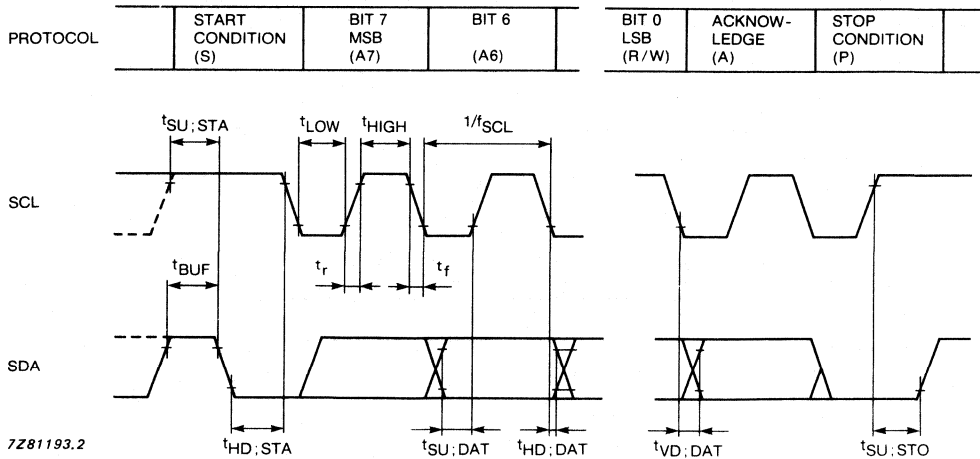 PROTOCOL
START CONDITION (S)
BIT 7 MSB (A7)
BIT 6 (A6)
BIT 0 LSB (R/W)
ACKNOW-LEDGE (A)
STOP CONDITION (P)
tSU;STA
tLOW
tHIGH
1/fSCL
SCL
tBUF
tr
tf
SDA
7Z81193.2
tHD;STA
tSU;DAT
tHD;DAT
tVD;DAT
tSU;STO